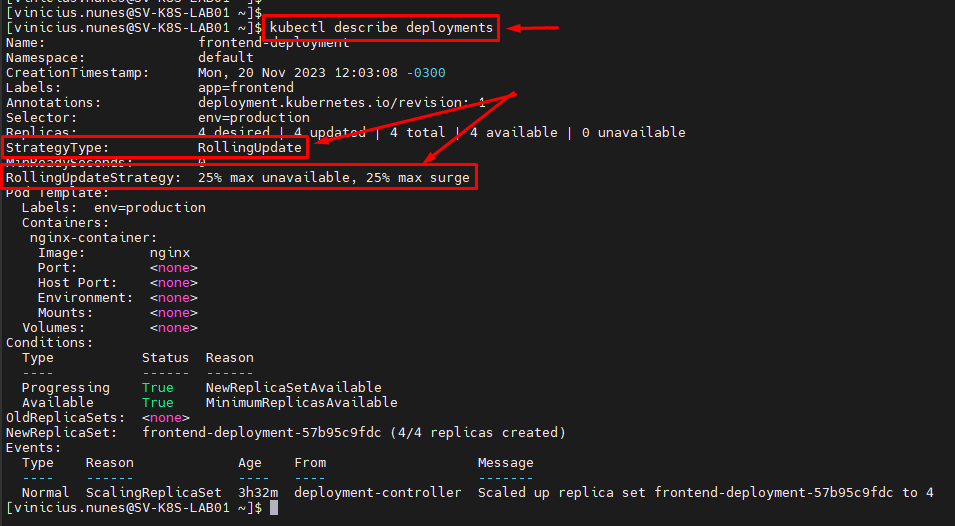 [vinicius.nunes@SV-K8S-LAB01 ~]$
[vinicius.nunes@SV-K8S-LAB01 ~]$
[vinicius.nunes@SV-K8S-LAB01 ~]$ kubectl describe deployments
Name:                   frontend-deployment
Namespace:              default
CreationTimestamp:      Mon, 20 Nov 2023 12:03:08 -0300
Labels:                 app=frontend
Annotations:            deployment.kubernetes.io/revision: 1
Selector:               env=production
Replicas:               4 desired | 4 updated | 4 total | 4 available | 0 unavailable
StrategyType:           RollingUpdate
MinReadySeconds:        0
RollingUpdateStrategy:  25% max unavailable, 25% max surge
Pod Template:
  Labels:  env=production
  Containers:
   nginx-container:
    Image:        nginx
    Port:         <none>
    Host Port:    <none>
    Environment:  <none>
    Mounts:       <none>
  Volumes:        <none>
Conditions:
  Type           Status  Reason
  ----           ------  ------
  Progressing    True    NewReplicaSetAvailable
  Available      True    MinimumReplicasAvailable
OldReplicaSets:  <none>
NewReplicaSet:   frontend-deployment-57b95c9fdc (4/4 replicas created)
Events:
  Type    Reason             Age    From                   Message
  ----    ------             ----   ----                   -------
  Normal  ScalingReplicaSet  3h32m  deployment-controller  Scaled up replica set frontend-deployment-57b95c9fdc to 4
[vinicius.nunes@SV-K8S-LAB01 ~]$